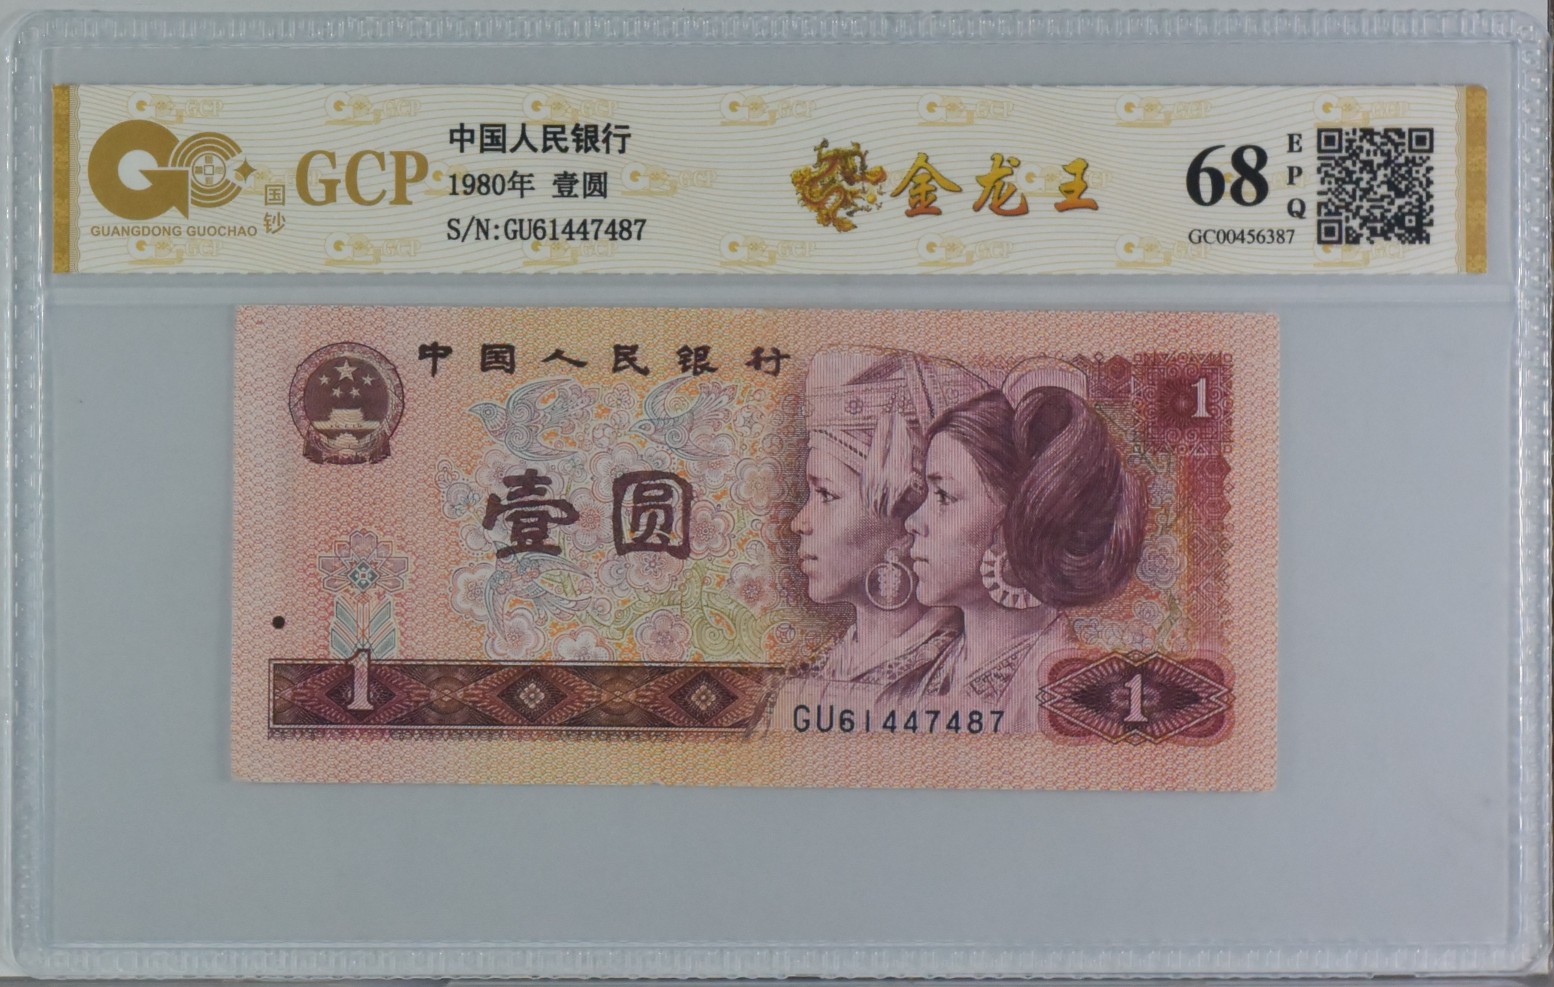 GUANGDONG GUOCHAO
国钞
GCP
中国人民银行
1980年 壹圆
S/N:GU61447487
金龙王
68
EPQ
GC00456387
中国人民银行
1
壹圆
1
GU61447487
1